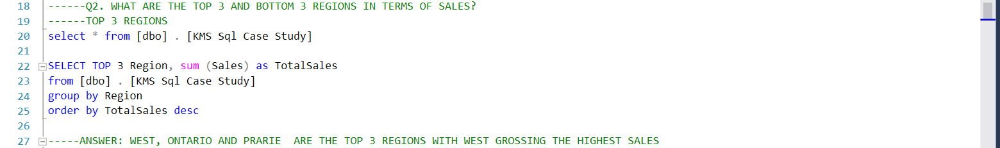 18 ------Q2. WHAT ARE THE TOP 3 AND BOTTOM 3 REGIONS IN TERMS OF SALES?
19 ------TOP 3 REGIONS
20 select * from [dbo] . [KMS Sql Case Study]
21
22 SELECT TOP 3 Region, sum (Sales) as TotalSales
23 from [dbo] . [KMS Sql Case Study]
24 group by Region
25 order by TotalSales desc
26
27 -----ANSWER: WEST, ONTARIO AND PRARIE  ARE THE TOP 3 REGIONS WITH WEST GROSSING THE HIGHEST SALES